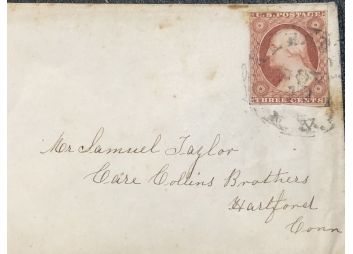 U.S. POSTAGE
THREE CENTS
Mr Samuel Taylor
Care Collins Brothers
Hartford
Conn